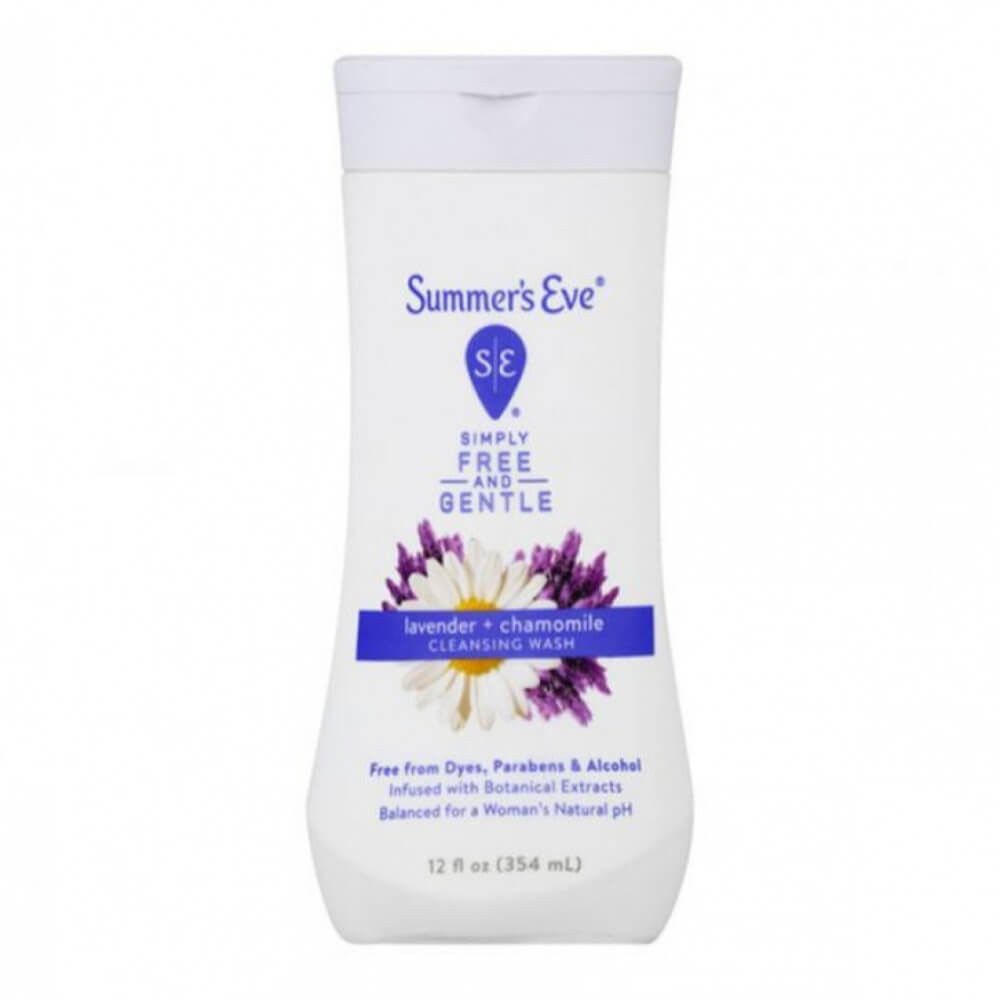 Summer's Eve®
S|E®
SIMPLY
FREE
AND
GENTLE
lavender + chamomile
CLEANSING WASH
Free from Dyes, Parabens & Alcohol
Infused with Botanical Extracts
Balanced for a Woman's Natural pH
12 fl oz (354 mL)